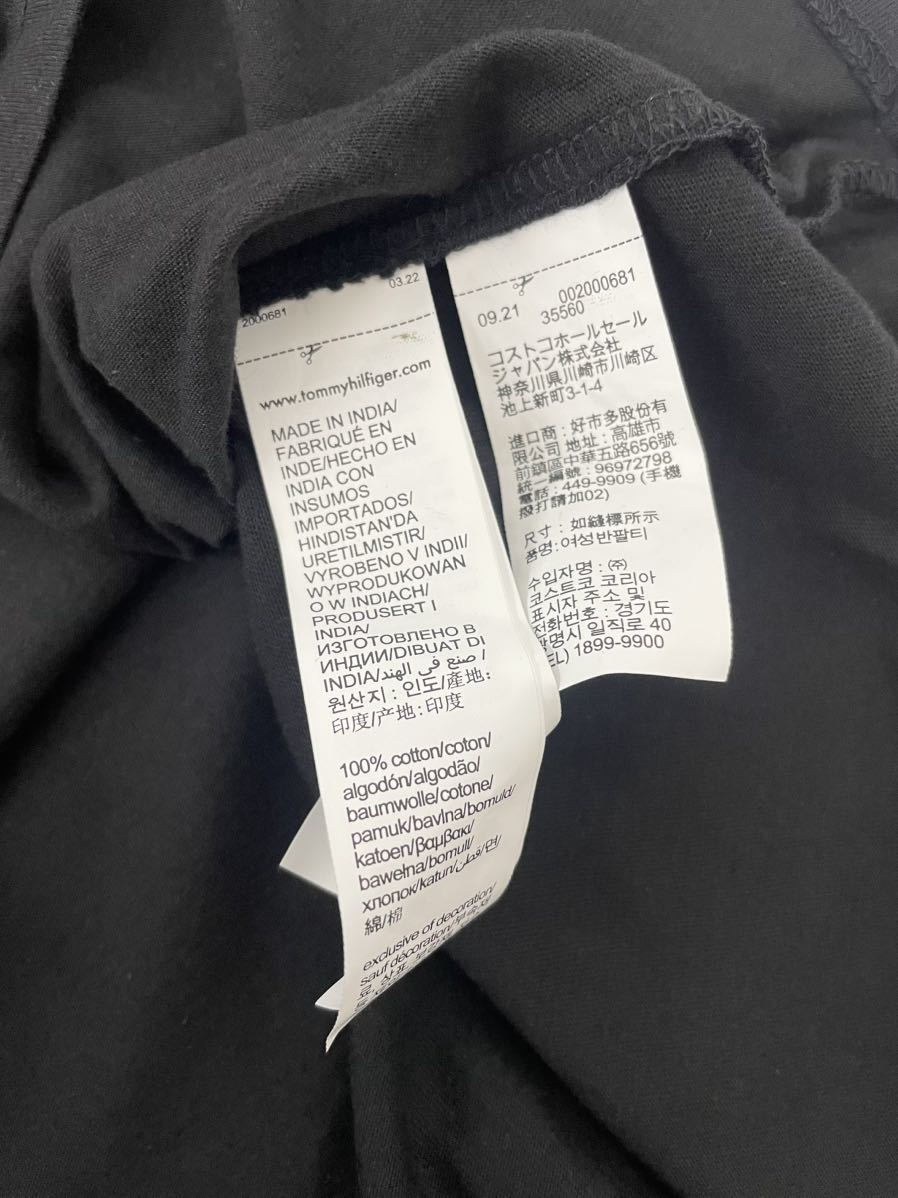 03.22
2000681
www.tommyhilfiger.com
MADE IN INDIA/
FABRIQUÉ EN
INDE/HECHO EN
INDIA CON
INSUMOS
IMPORTADOS/
HINDISTAN'DA
URETILMISTIR/
VYROBENO V INDII/
WYPRODUKOWAN
O W INDIACH/
PRODUSERT I
INDIA/
ИЗГОТОВЛЕНО В
ИНДИИ/DIBUAT DI
INDIA/صنع في الهند/
원산지 : 인도/產地:
印度/产地: 印度
100% cotton/coton/
algodón/algodão/
baumwolle/cotone/
pamuk/bavlna/bomuld/
katoen/βαμβακι/
bawełna/bomull/
хлопок/katun/قطن/면/
綿/棉
exclusive of decoration/
sauf décoration/부속장
002000681
09.21 35560
コストコホールセール
ジャパン株式会社
神奈川県川崎市川崎区
池上新町3-1-4
進口商 : 好市多股份有
限公司 地址 : 高雄市
前鎮區中華五路656號
統一編號 : 96972798
電話 : 449-9909 (手機
撥打請加02)
尺寸 : 如縫標所示
품명: 여성 반팔티
수입자명 : ㈜
코스트코 코리아
표시자 주소 및
전화번호 : 경기도
광명시 일직로 40
TEL) 1899-9900